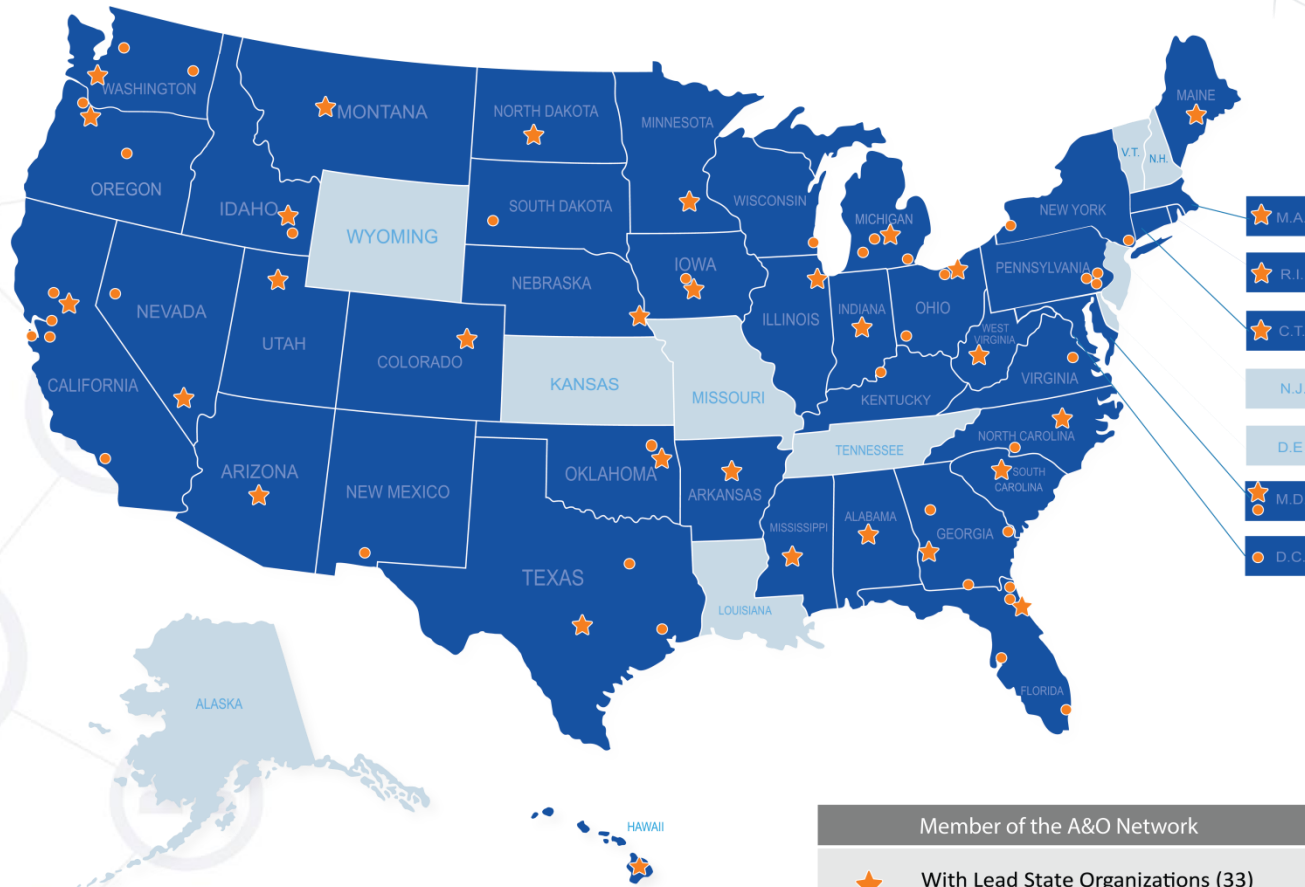 WASHINGTON
MONTANA
NORTH DAKOTA
MINNESOTA
MAINE
V.T.
N.H.
OREGON
IDAHO
WYOMING
SOUTH DAKOTA
WISCONSIN
MICHIGAN
NEW YORK
M.A.
R.I.
C.T.
N.J.
D.E.
M.D.
D.C.
NEVADA
UTAH
COLORADO
NEBRASKA
IOWA
ILLINOIS
INDIANA
OHIO
PENNSYLVANIA
WEST
VIRGINIA
VIRGINIA
CALIFORNIA
KANSAS
MISSOURI
KENTUCKY
ARIZONA
NEW MEXICO
OKLAHOMA
ARKANSAS
TENNESSEE
NORTH CAROLINA
SOUTH
CAROLINA
TEXAS
LOUISIANA
MISSISSIPPI
ALABAMA
GEORGIA
FLORIDA
ALASKA
HAWAII
Member of the A&O Network
With Lead State Organizations (33)